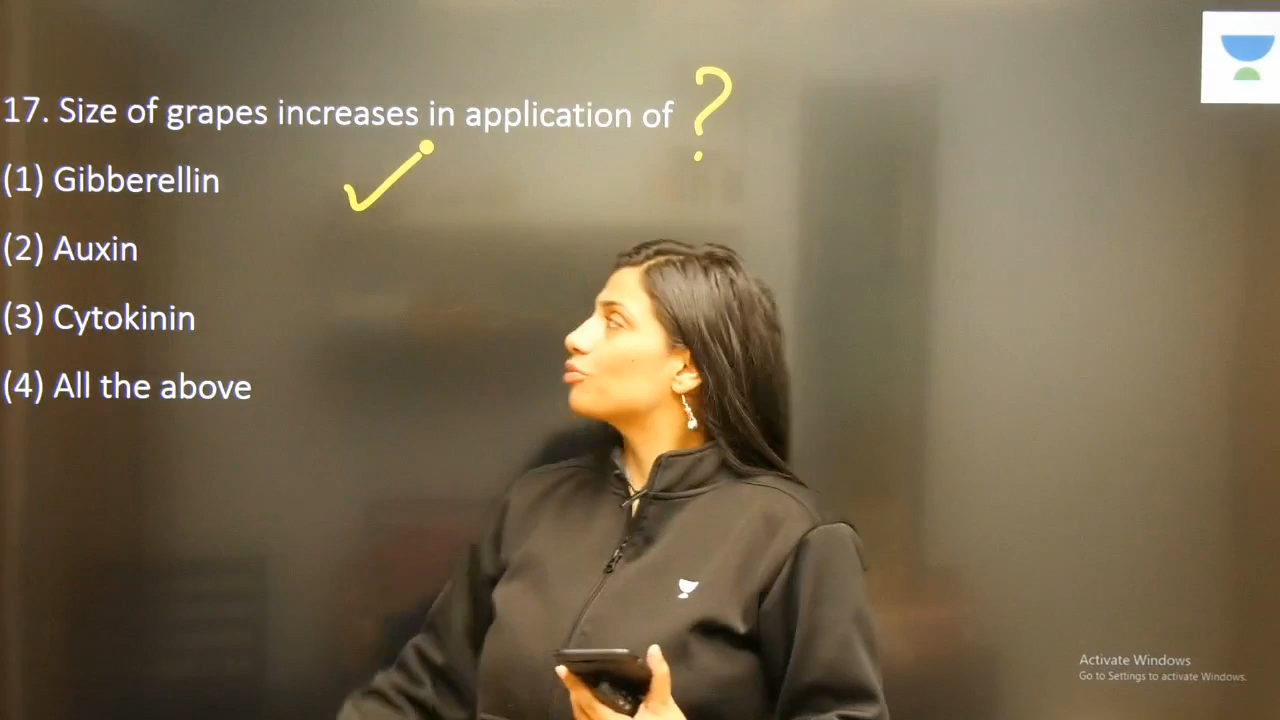 17. Size of grapes increases in application of ?
(1) Gibberellin
(2) Auxin
(3) Cytokinin
(4) All the above
Activate Windows
Go to Settings to activate Windows.